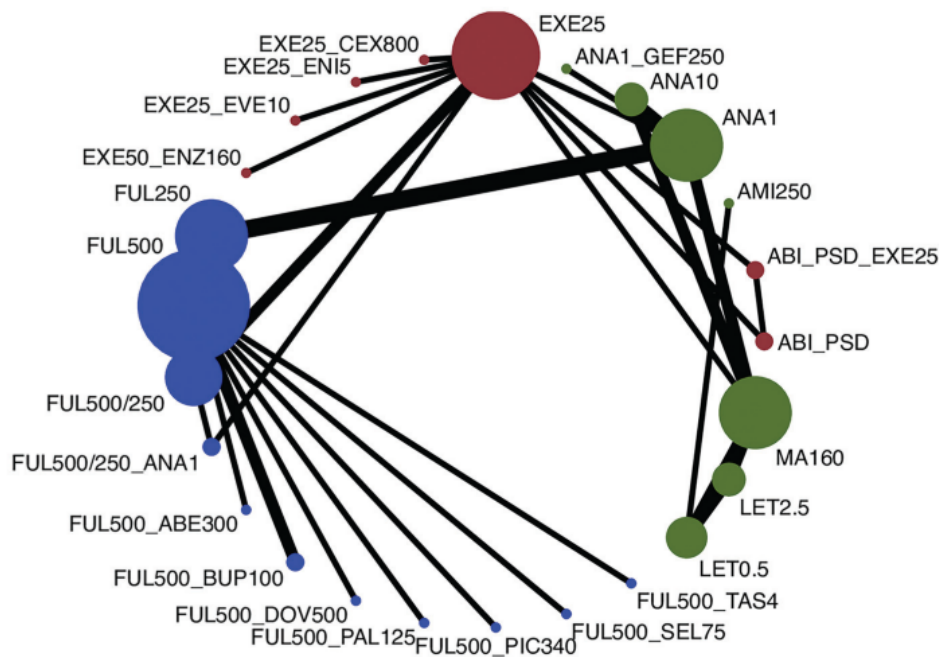 EXE25
EXE25_CEX800
ANA1_GEF250
EXE25_ENI5
ANA10
EXE25_EVE10
ANA1
EXE50_ENZ160
FUL250
AMI250
FUL500
ABI_PSD_EXE25
ABI_PSD
FUL500/250
MA160
FUL500/250_ANA1
LET2.5
FUL500_ABE300
LET0.5
FUL500_BUP100
FUL500_TAS4
FUL500_DOV500
FUL500_SEL75
FUL500_PAL125
FUL500_PIC340